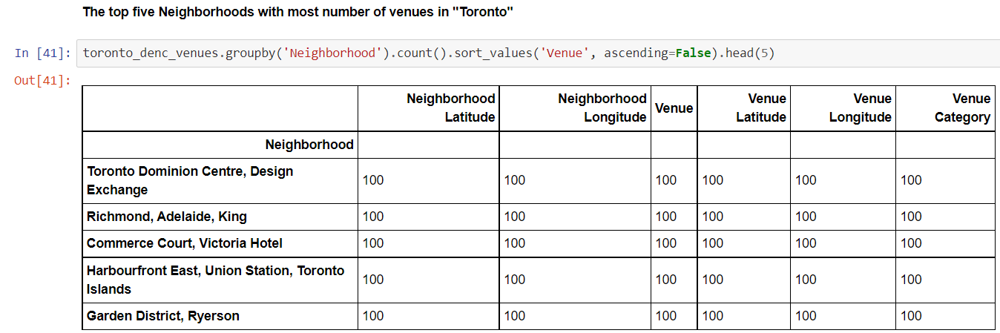 The top five Neighborhoods with most number of venues in "Toronto"
In [41]: toronto_denc_venues.groupby('Neighborhood').count().sort_values('Venue', ascending=False).head(5)
Out[41]:
Neighborhood Latitude Neighborhood Longitude Venue Venue Latitude Venue Longitude Venue Category
Neighborhood
Toronto Dominion Centre, Design Exchange 100 100 100 100 100 100
Richmond, Adelaide, King 100 100 100 100 100 100
Commerce Court, Victoria Hotel 100 100 100 100 100 100
Harbourfront East, Union Station, Toronto Islands 100 100 100 100 100 100
Garden District, Ryerson 100 100 100 100 100 100